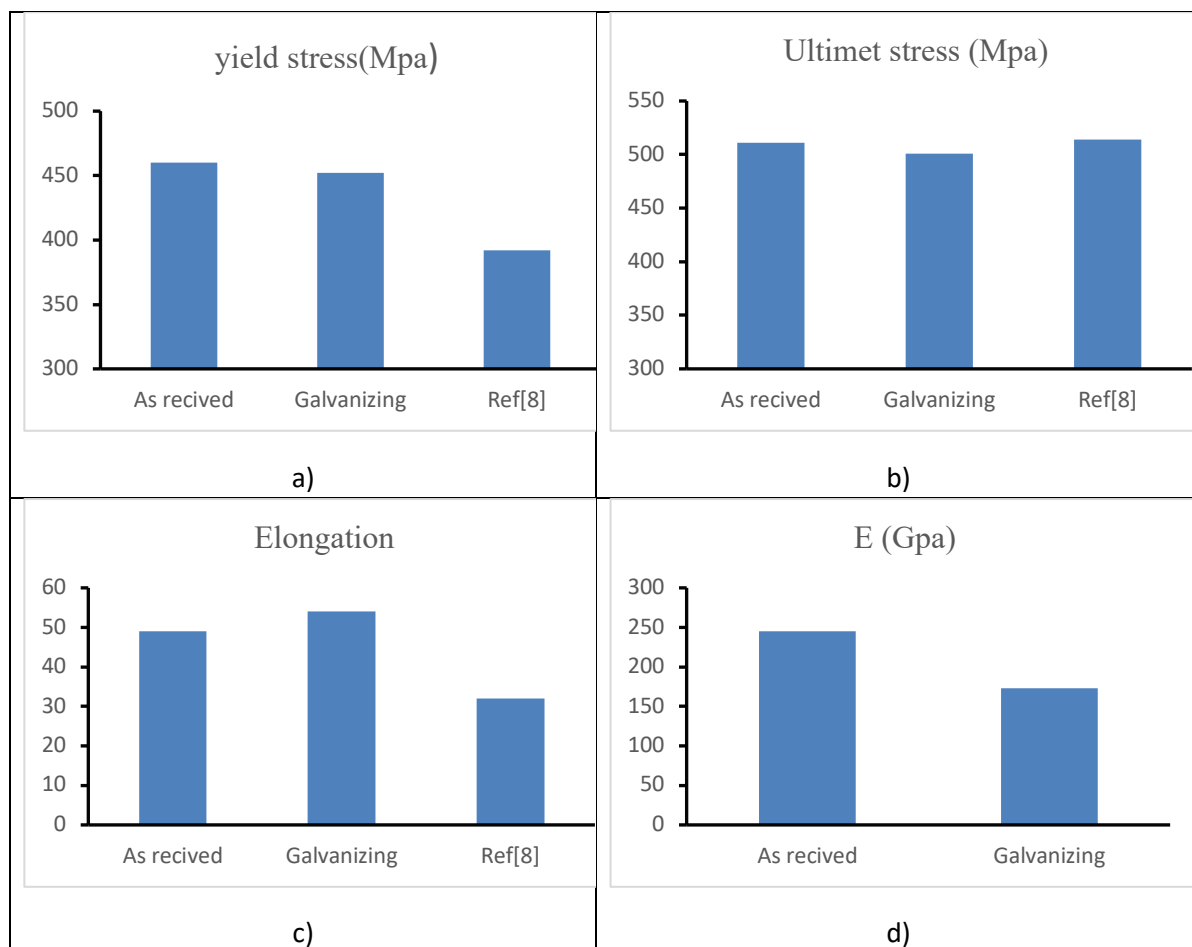 yield stress(Mpa)
500
450
400
350
300
As recived Galvanizing Ref[8]
a)
Ultimet stress (Mpa)
550
500
450
400
350
300
As recived Galvanizing Ref[8]
b)
Elongation
60
50
40
30
20
10
0
As recived Galvanizing Ref[8]
c)
E (Gpa)
300
250
200
150
100
50
0
As recived Galvanizing
d)